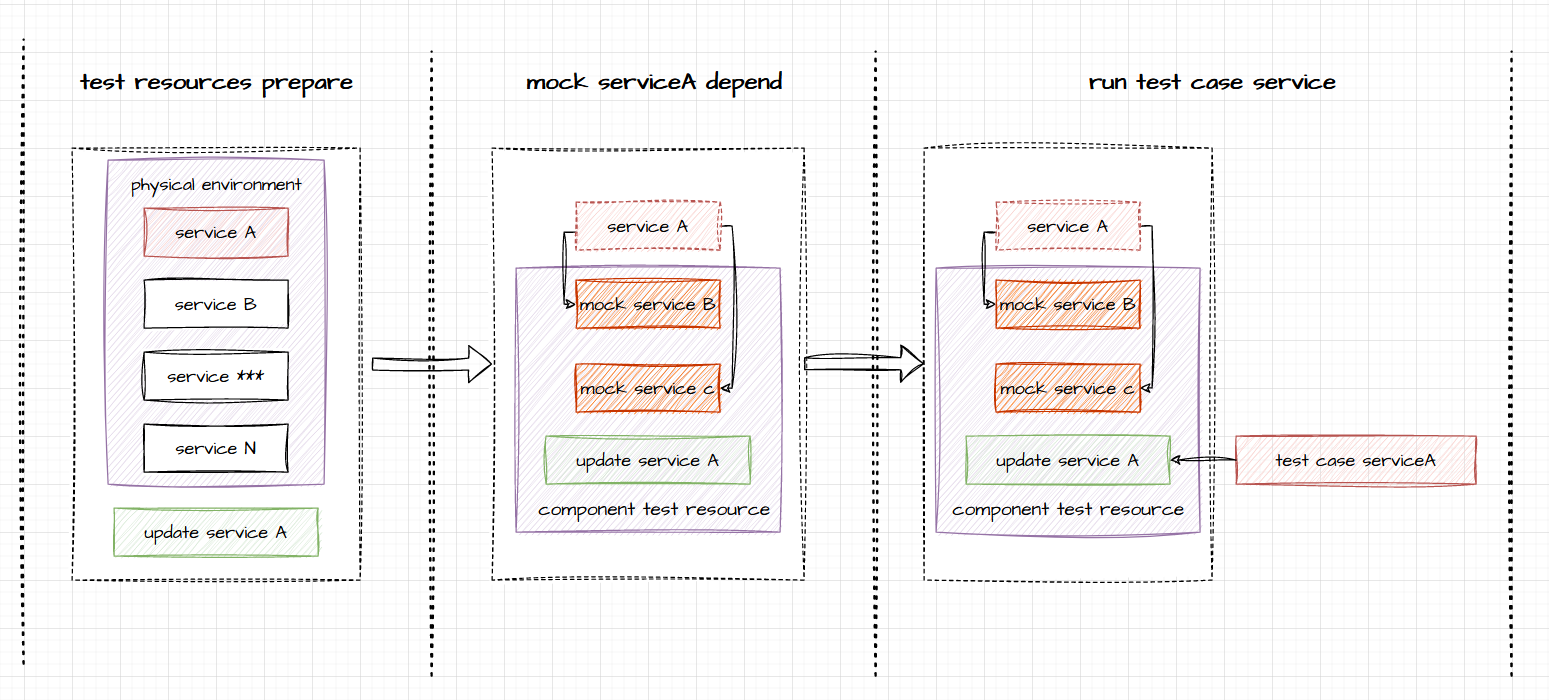 test resources prepare
physical environment
service A
service B
service ***
service N
update service A
mock serviceA depend
service A
mock service B
mock service c
update service A
component test resource
run test case service
service A
mock service B
mock service c
update service A
test case serviceA
component test resource